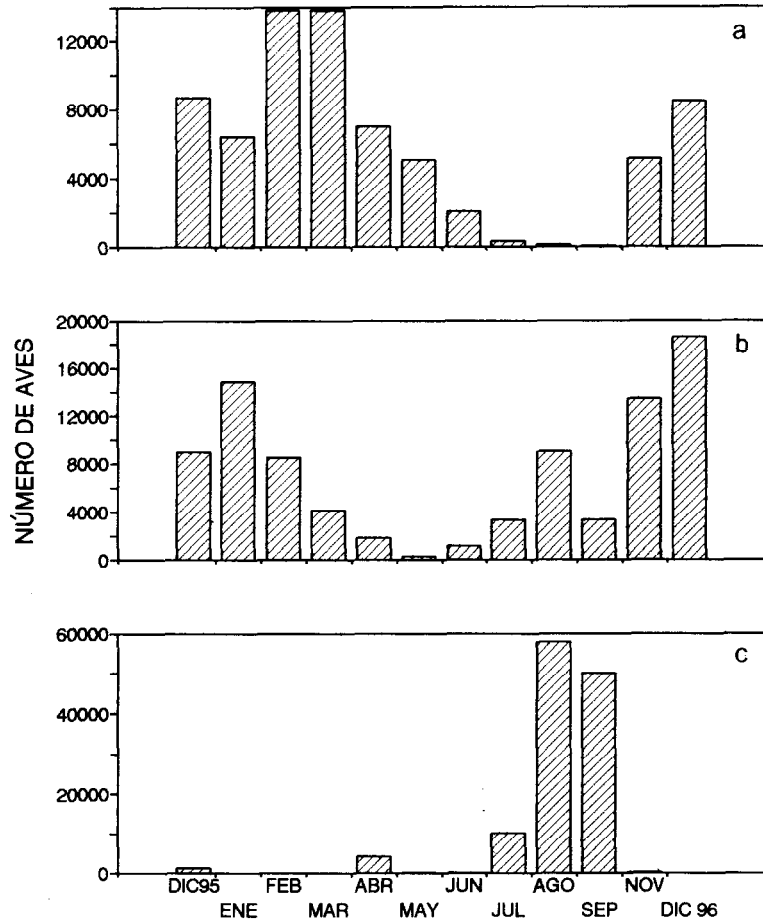 a
12000
8000
4000
0
NÚMERO DE AVES
b
20000
16000
12000
8000
4000
0
c
60000
40000
20000
0
DIC95 FEB ABR JUN AGO NOV
ENE MAR MAY JUL SEP DIC 96